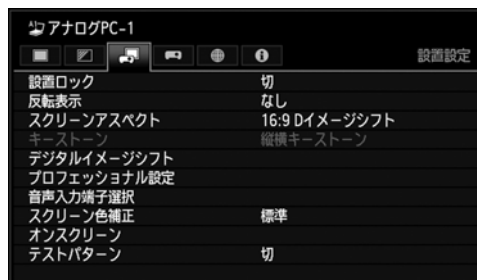 アナログPC-1
設置設定
設置ロック 切
反転表示 なし
スクリーンアスペクト 16:9 Dイメージシフト
キーストーン 縦横キーストーン
デジタルイメージシフト
プロフェッショナル設定
音声入力端子選択
スクリーン色補正 標準
オンスクリーン
テストパターン 切